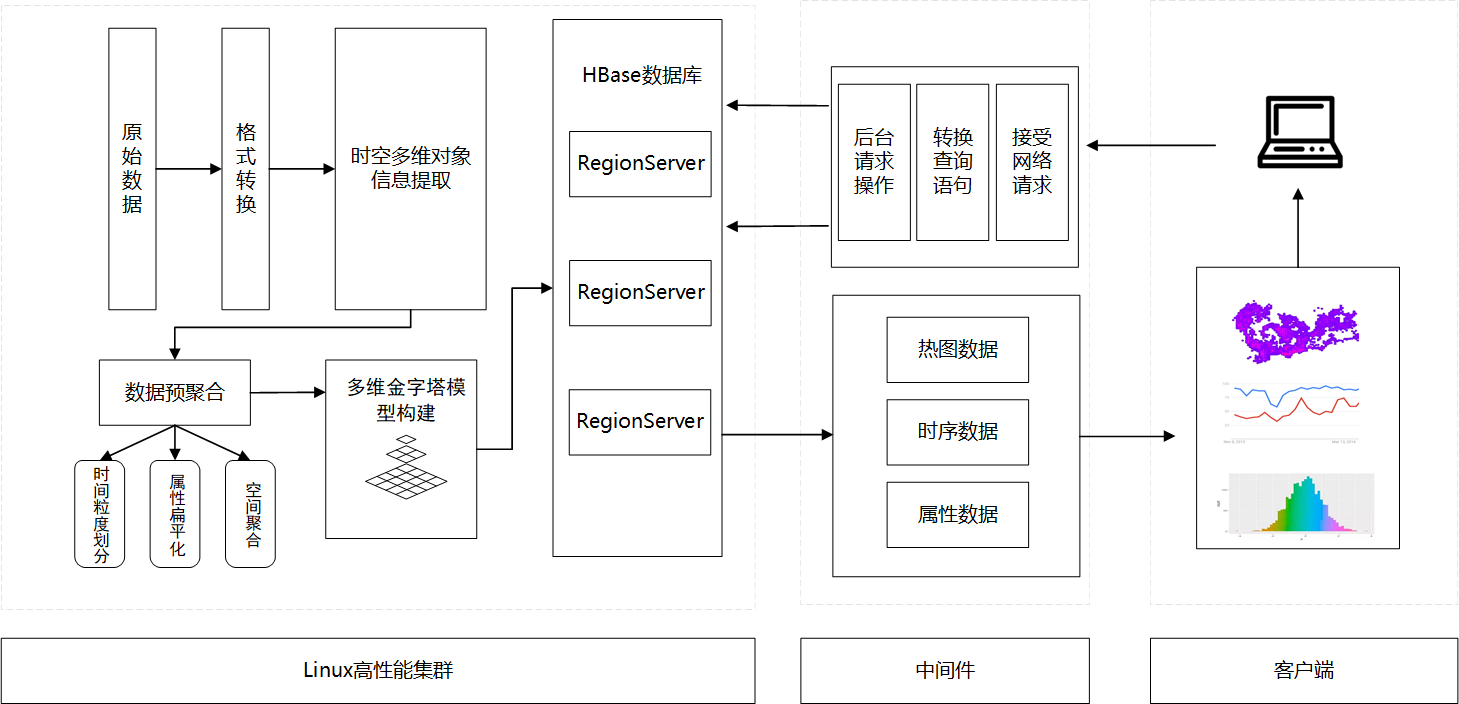 原始数据
格式转换
时空多维对象
信息提取
数据预聚合
时间粒度划分
属性扁平化
空间聚合
多维金字塔模
型构建
HBase数据库
RegionServer
RegionServer
RegionServer
后台
请求
操作
转换
查询
语句
接受
网络
请求
热图数据
时序数据
属性数据
Linux高性能集群
中间件
客户端